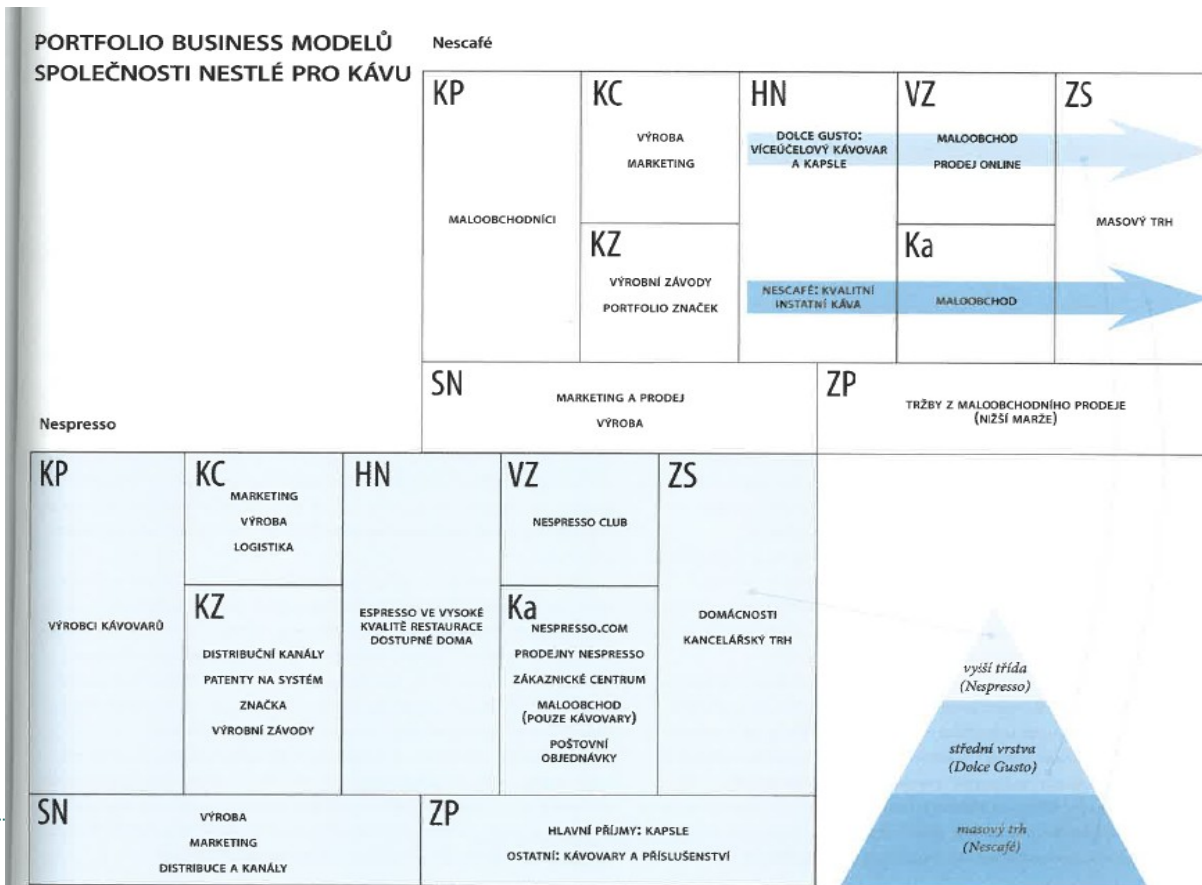 PORTFOLIO BUSINESS MODELŮ
SPOLEČNOSTI NESTLÉ PRO KÁVU
Nescafé
KP
MALOOBCHODNÍCI
KC
VÝROBA
MARKETING
KZ
VÝROBNÍ ZÁVODY
PORTFOLIO ZNAČEK
HN
DOLCE GUSTO:
VÍCEÚČELOVÝ KÁVOVAR
A KAPSLE
NESCAFÉ: KVALITNÍ
INSTATNÍ KÁVA
VZ
MALOOBCHOD
PRODEJ ONLINE
Ka
MALOOBCHOD
ZS
MASOVÝ TRH
SN
MARKETING A PRODEJ
VÝROBA
ZP
TRŽBY Z MALOOBCHODNÍHO PRODEJE
(NIŽŠÍ MARŽE)
Nespresso
KP
VÝROBCI KÁVOVARŮ
KC
MARKETING
VÝROBA
LOGISTIKA
KZ
DISTRIBUČNÍ KANÁLY
PATENTY NA SYSTÉM
ZNAČKA
VÝROBNÍ ZÁVODY
HN
ESPRESSO VE VYSOKÉ
KVALITĚ RESTAURACE
DOSTUPNÉ DOMA
VZ
NESPRESSO CLUB
Ka
NESPRESSO.COM
PRODEJNY NESPRESSO
ZÁKAZNICKÉ CENTRUM
MALOOBCHOD
(POUZE KÁVOVARY)
POŠTOVNÍ
OBJEDNÁVKY
ZS
DOMÁCNOSTI
KANCELÁŘSKÝ TRH
SN
VÝROBA
MARKETING
DISTRIBUCE A KANÁLY
ZP
HLAVNÍ PŘÍJMY: KAPSLE
OSTATNÍ: KÁVOVARY A PŘÍSLUŠENSTVÍ
vyšší třída
(Nespresso)
střední vrstva
(Dolce Gusto)
masový trh
(Nescafé)